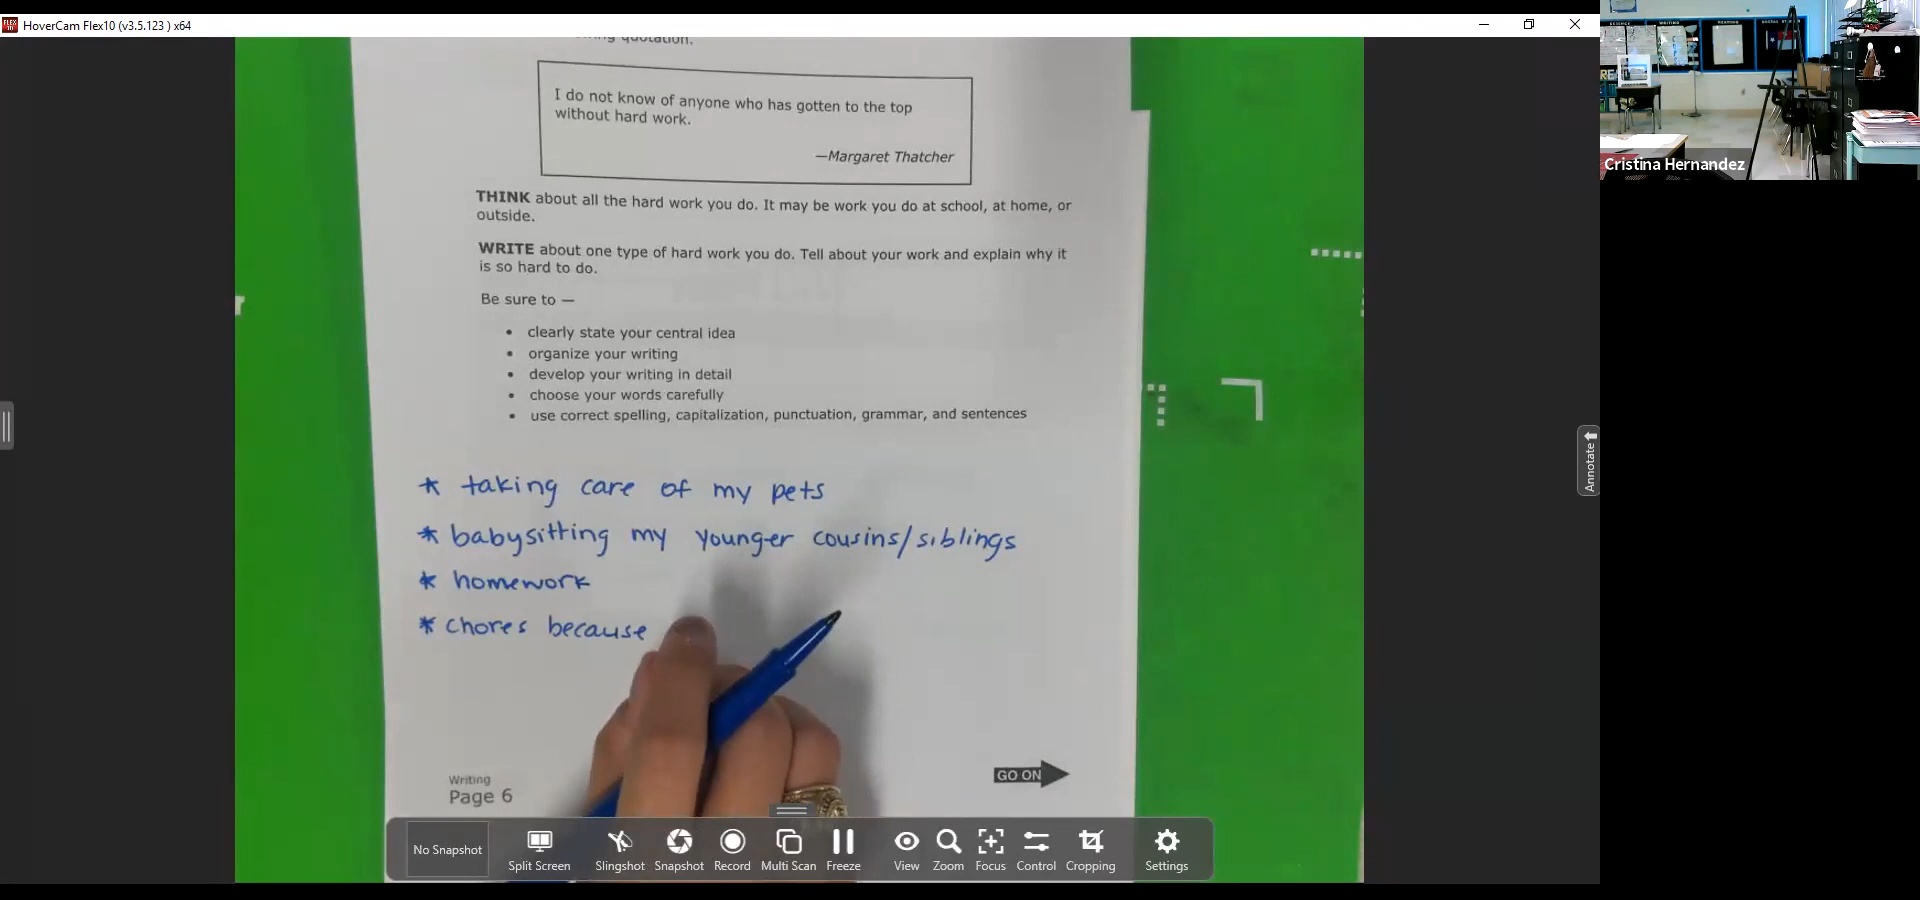 HoverCam Flex10 (v3.5.123 ) x64
quotation.
I do not know of anyone who has gotten to the top
without hard work.
—Margaret Thatcher
THINK about all the hard work you do. It may be work you do at school, at home, or
outside.
WRITE about one type of hard work you do. Tell about your work and explain why it
is so hard to do.
Be sure to —
• clearly state your central idea
• organize your writing
• develop your writing in detail
• choose your words carefully
• use correct spelling, capitalization, punctuation, grammar, and sentences
* taking care of my pets
* babysitting my younger cousins/siblings
* homework
* chores because
Writing
Page 6
GO ON
No Snapshot
Split Screen
Slingshot
Snapshot
Record
Multi Scan
Freeze
View
Zoom
Focus
Control
Cropping
Settings
Annotate
WRITING
READING
Cristina Hernandez